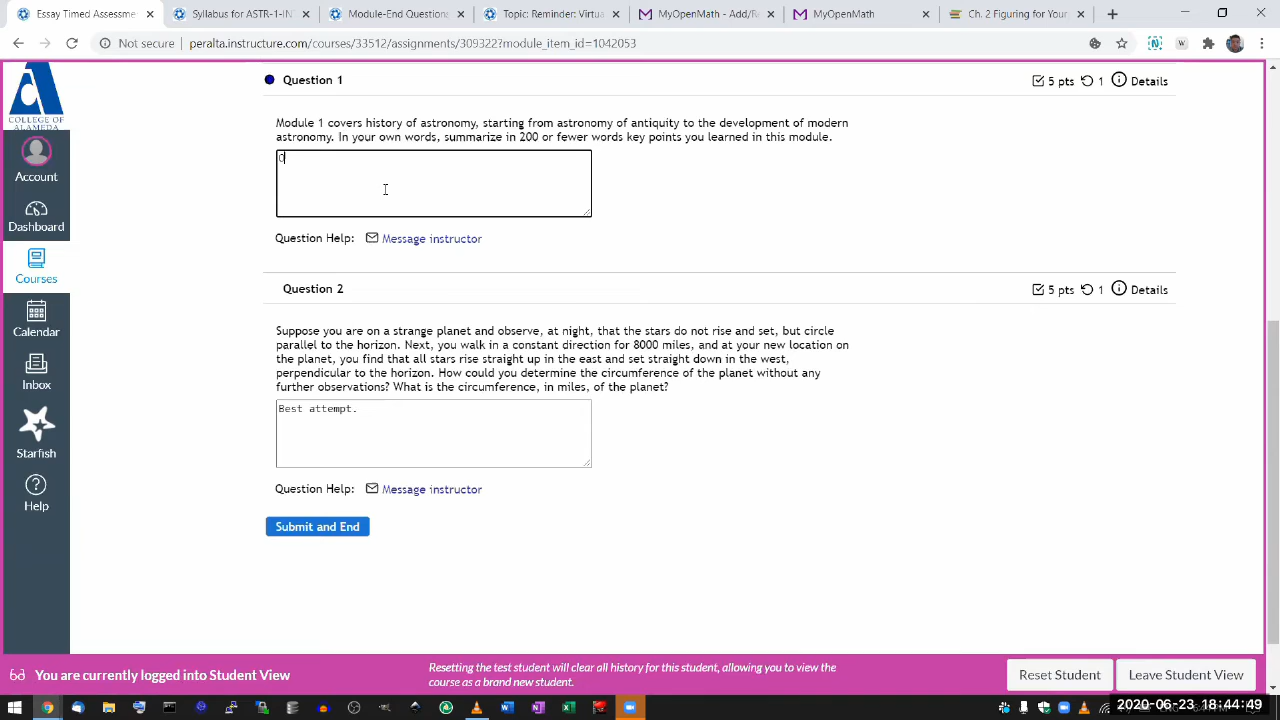 Essay Timed Assess
Syllabus for ASTR-1-IN
Module-End Questions
Topic Reminder: Virtua
MyOpenMath: Add/Re
MyOpenMath
Ch. 2 Figuring for Your
Not secure
peralta.instructure.com/courses/33512/assignments/309322?module_item_id=1042053
COLLEGE OF
ALAMEDA
Account
Dashboard
Courses
Calendar
Inbox
Starfish
Help
Question 1
5 pts 1 Details
Module 1 covers history of astronomy, starting from astronomy of antiquity to the development of modern
astronomy. In your own words, summarize in 200 or fewer words key points you learned in this module.
Question Help: Message instructor
Question 2
5 pts 1 Details
Suppose you are on a strange planet and observe, at night, that the stars do not rise and set, but circle
parallel to the horizon. Next, you walk in a constant direction for 8000 miles, and at your new location on
the planet, you find that all stars rise straight up in the east and set straight down in the west,
perpendicular to the horizon. How could you determine the circumference of the planet without any
further observations? What is the circumference, in miles, of the planet?
Best attempt.
Question Help: Message instructor
Submit and End
You are currently logged into Student View
Resetting the test student will clear all history for this student, allowing you to view the
course as a brand new student.
Reset Student
Leave Student View
2020-06-23 18:44:49